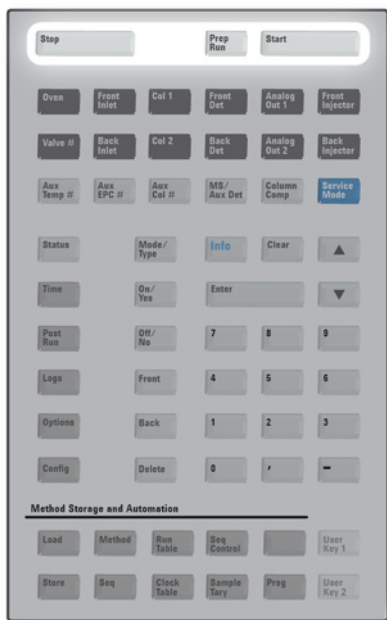 Stop Prep Run Start
Oven Front Inlet Col 1 Front Det Analog Out 1 Front Injector
Valve # Back Inlet Col 2 Back Det Analog Out 2 Back Injector
Aux Temp # Aux EPC # Aux Col # MS/ Aux Det Column Comp Service Mode
Status Mode/ Type Info Clear ▲
Time On/ Yes Enter ▼
Post Run Off/ No 7 8 9
Logs Front 4 5 6
Options Back 1 2 3
Config Delete 0 , –
Method Storage and Automation
Load Method Run Table Seq Control User Key 1
Store Seq Clock Table Sample Tary Prog User Key 2